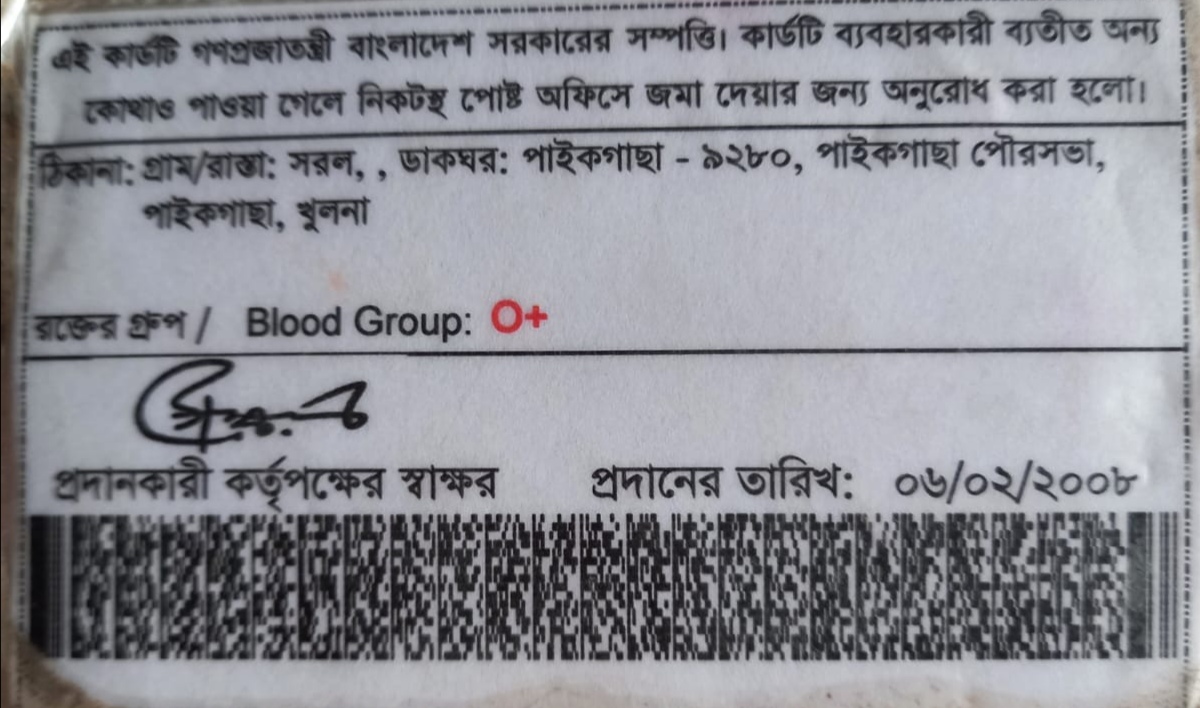 এই কার্ডটি গণপ্রজাতন্ত্রী বাংলাদেশ সরকারের সম্পত্তি। কার্ডটি ব্যবহারকারী ব্যতীত অন্য
কোথাও পাওয়া গেলে নিকটস্থ পোষ্ট অফিসে জমা দেয়ার জন্য অনুরোধ করা হলো।
ঠিকানা: গ্রাম/রাস্তা: সরল, , ডাকঘর: পাইকগাছা - ৯২৮০, পাইকগাছা পৌরসভা,
পাইকগাছা, খুলনা
রক্তের গ্রুপ / Blood Group: O+
প্রদানকারী কর্তৃপক্ষের স্বাক্ষর প্রদানের তারিখ: ০৬/০২/২০০৮